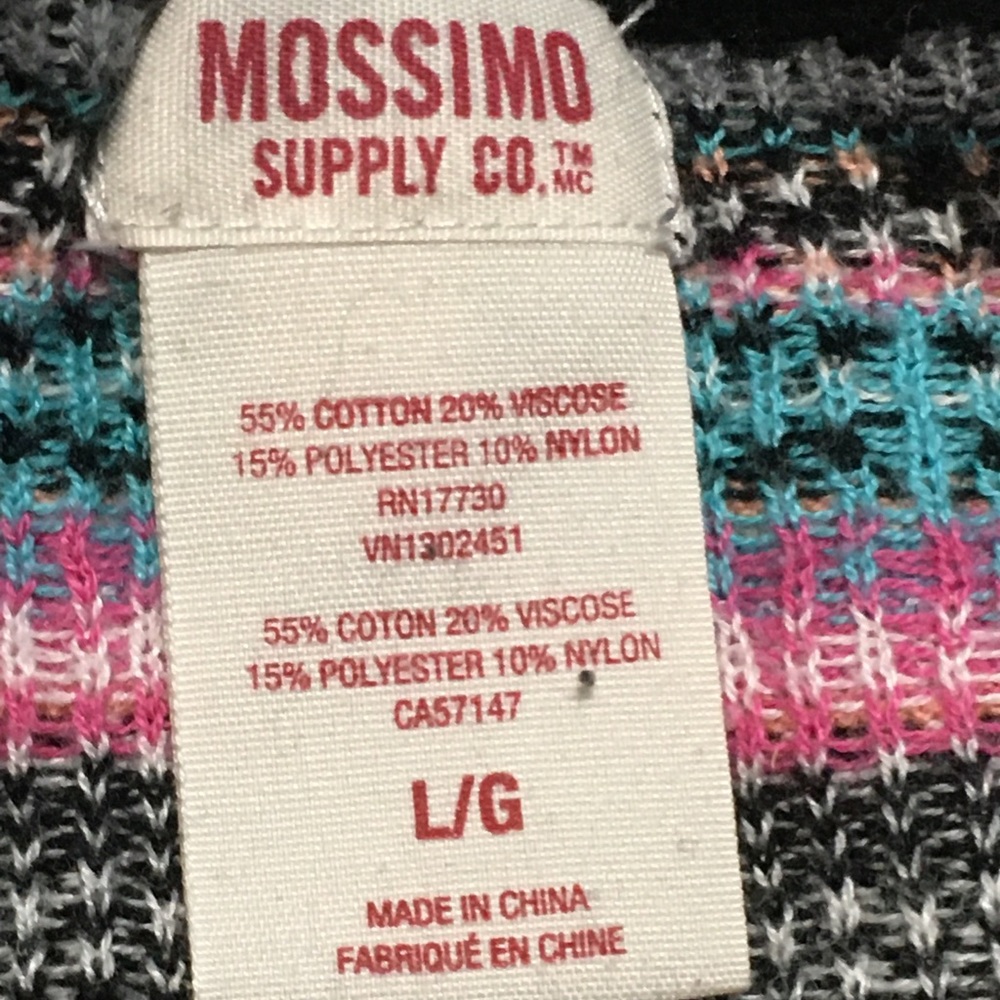 MOSSIMO
SUPPLY CO.™ MC
55% COTTON 20% VISCOSE
15% POLYESTER 10% NYLON
RN17730
VN1302451
55% COTON 20% VISCOSE
15% POLYESTER 10% NYLON
CA57147
L/G
MADE IN CHINA
FABRIQUÉ EN CHINE